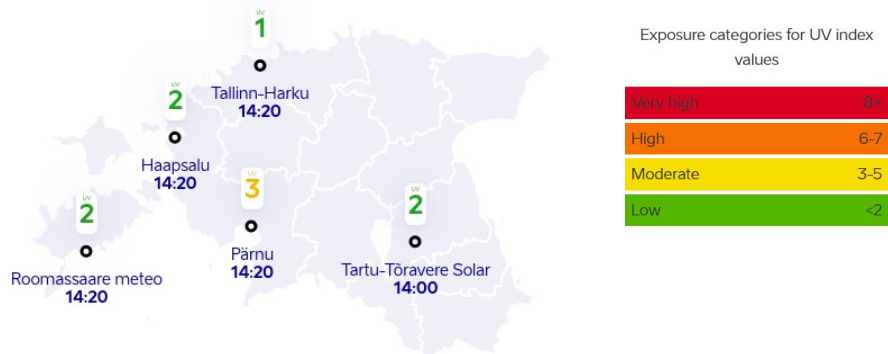 UV
1
Tallinn-Harku
14:20
UV
2
Haapsalu
14:20
UV
3
Pärnu
14:20
UV
2
Roomassaare meteo
14:20
UV
2
Tartu-Tõravere Solar
14:00
Exposure categories for UV index
values
Very high 8+
High 6-7
Moderate 3-5
Low <2